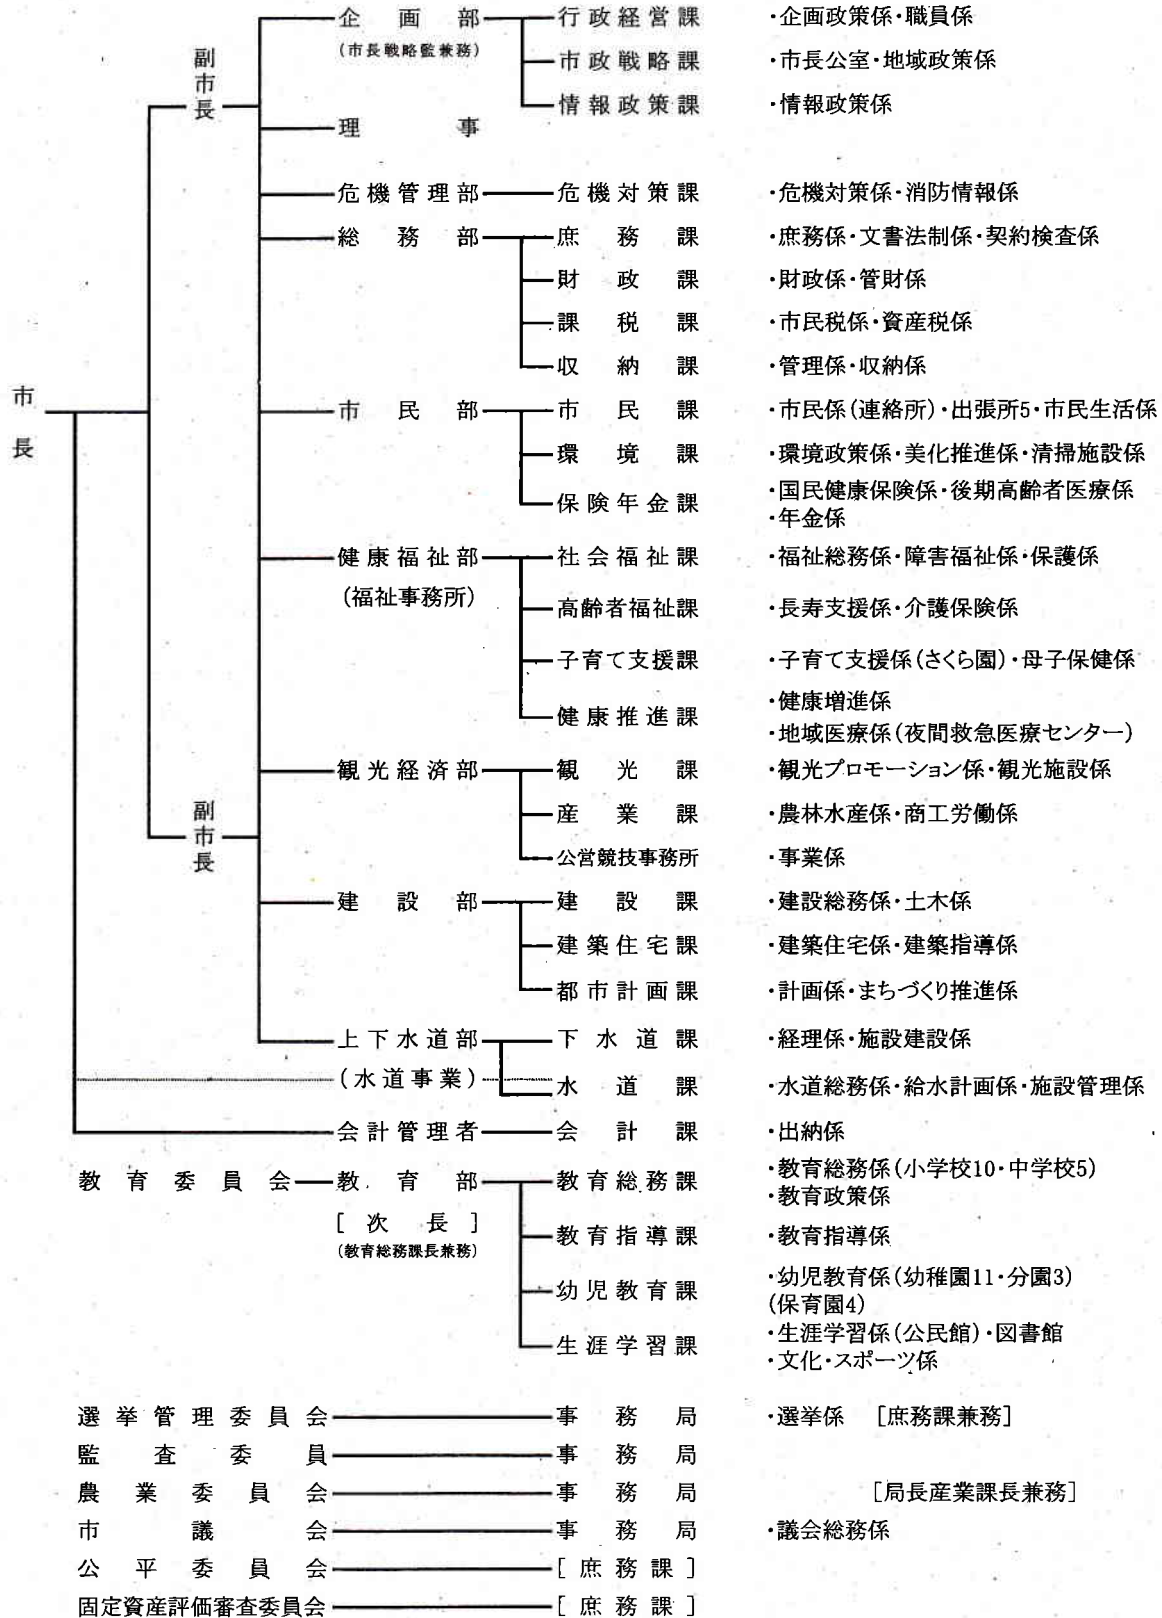 市長
副市長
企画部 行政経営課 ・企画政策係・職員係
(市長戦略監兼務)
市政戦略課 ・市長公室・地域政策係
情報政策課 ・情報政策係
理事
危機管理部 危機対策課 ・危機対策係・消防情報係
総務部 庶務課 ・庶務係・文書法制係・契約検査係
財政課 ・財政係・管財係
課税課 ・市民税係・資産税係
収納課 ・管理係・収納係
市民部 市民課 ・市民係(連絡所)・出張所5・市民生活係
環境課 ・環境政策係・美化推進係・清掃施設係
保険年金課 ・国民健康保険係・後期高齢者医療係
・年金係
健康福祉部 社会福祉課 ・福祉総務係・障害福祉係・保護係
(福祉事務所)
高齢者福祉課 ・長寿支援係・介護保険係
子育て支援課 ・子育て支援係(さくら園)・母子保健係
健康推進課 ・健康増進係
・地域医療係(夜間救急医療センター)
副市長
観光経済部 観光課 ・観光プロモーション係・観光施設係
産業課 ・農林水産係・商工労働係
公営競技事務所 ・事業係
建設部 建設課 ・建設総務係・土木係
建築住宅課 ・建築住宅係・建築指導係
都市計画課 ・計画係・まちづくり推進係
上下水道部 下水道課 ・経理係・施設建設係
(水道事業) 水道課 ・水道総務係・給水計画係・施設管理係
会計管理者 会計課 ・出納係
教育委員会 教育部 教育総務課 ・教育総務係(小学校10・中学校5)
・教育政策係
[次長]
(教育総務課長兼務)
教育指導課 ・教育指導係
幼児教育課 ・幼児教育係(幼稚園11・分園3)
(保育園4)
生涯学習課 ・生涯学習係(公民館)・図書館
・文化・スポーツ係
選挙管理委員会 事務局 ・選挙係 [庶務課兼務]
監査委員 事務局
農業委員会 事務局 [局長産業課長兼務]
市議会 事務局 ・議会総務係
公平委員会 [庶務課]
固定資産評価審査委員会 [庶務課]